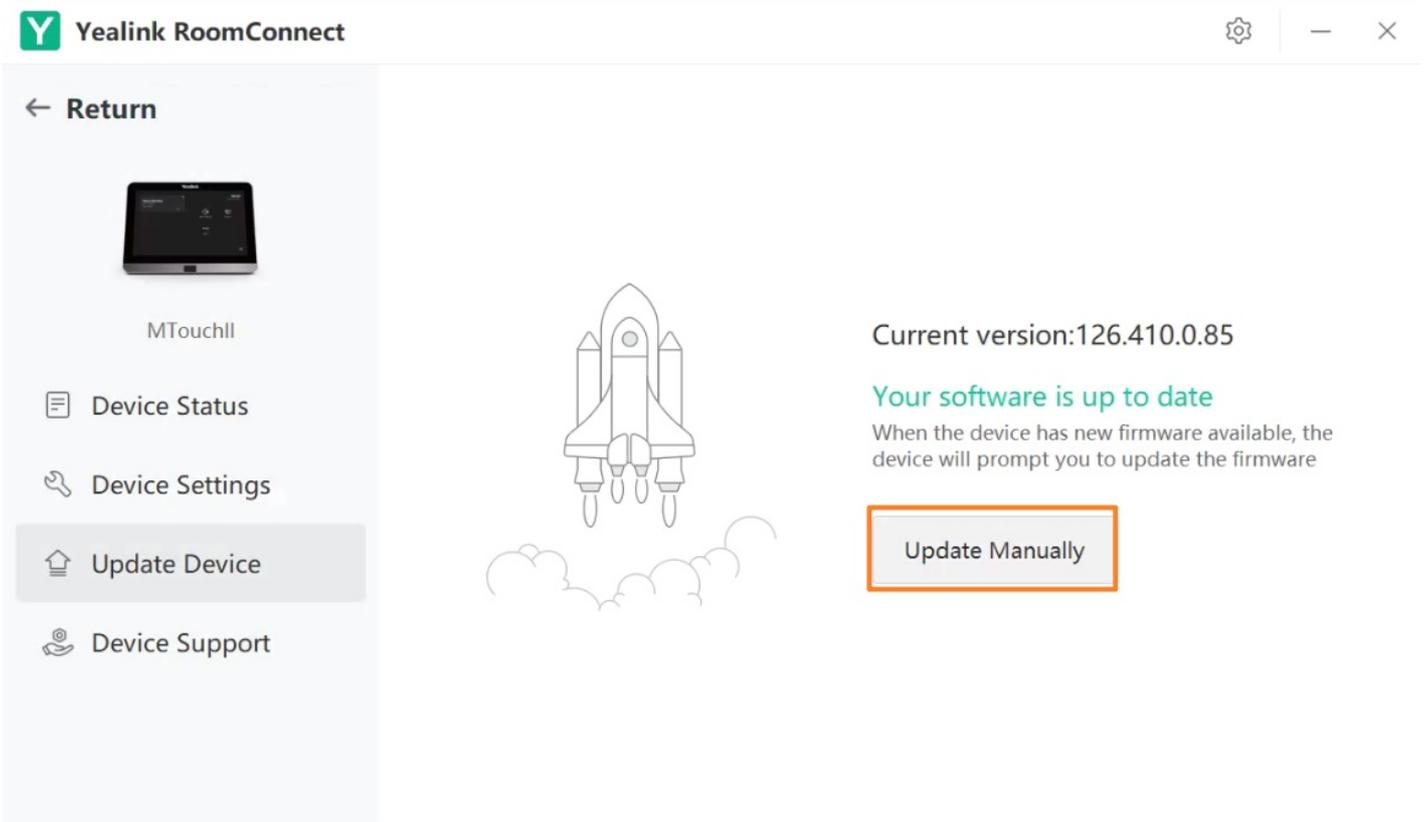 Yealink RoomConnect
Return
MTouchII
Device Status
Device Settings
Update Device
Device Support
Current version:126.410.0.85
Your software is up to date
When the device has new firmware available, the
device will prompt you to update the firmware
Update Manually